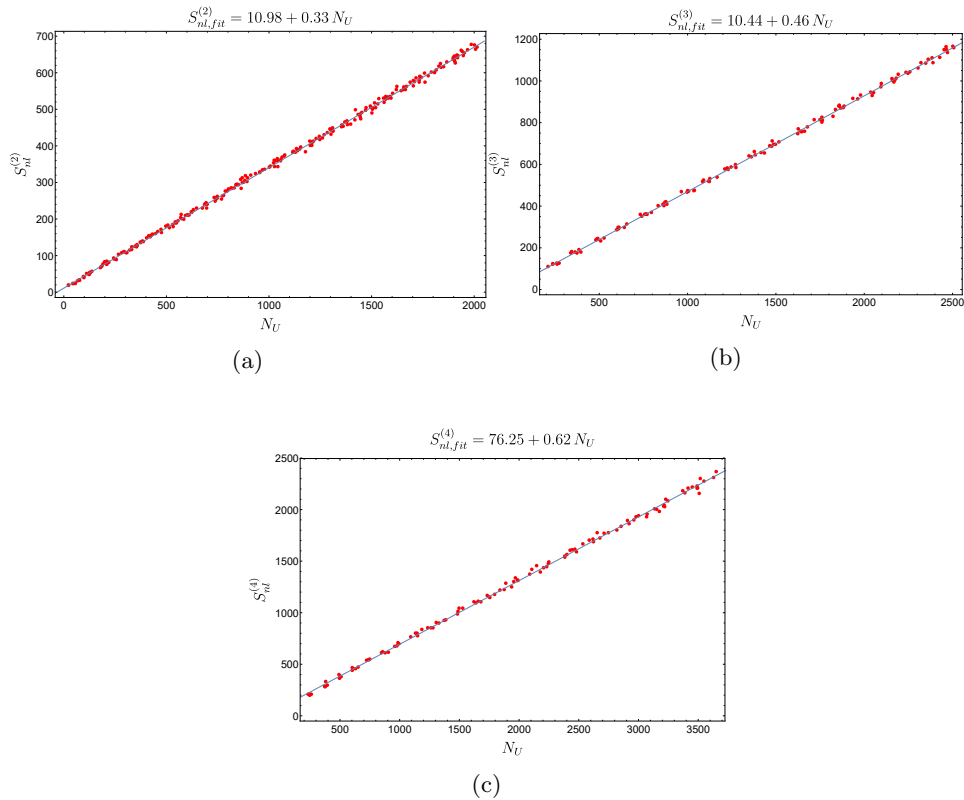 $S^{(2)}_{nl,fit} = 10.98 + 0.33\, N_U$
700
600
500
400
300
200
100
0
$S^{(2)}_{nl}$
0 500 1000 1500 2000
$N_U$
(a)
$S^{(3)}_{nl,fit} = 10.44 + 0.46\, N_U$
1200
1000
800
600
400
200
0
$S^{(3)}_{nl}$
500 1000 1500 2000 2500
$N_U$
(b)
$S^{(4)}_{nl,fit} = 76.25 + 0.62\, N_U$
2500
2000
1500
1000
500
0
$S^{(4)}_{nl}$
500 1000 1500 2000 2500 3000 3500
$N_U$
(c)